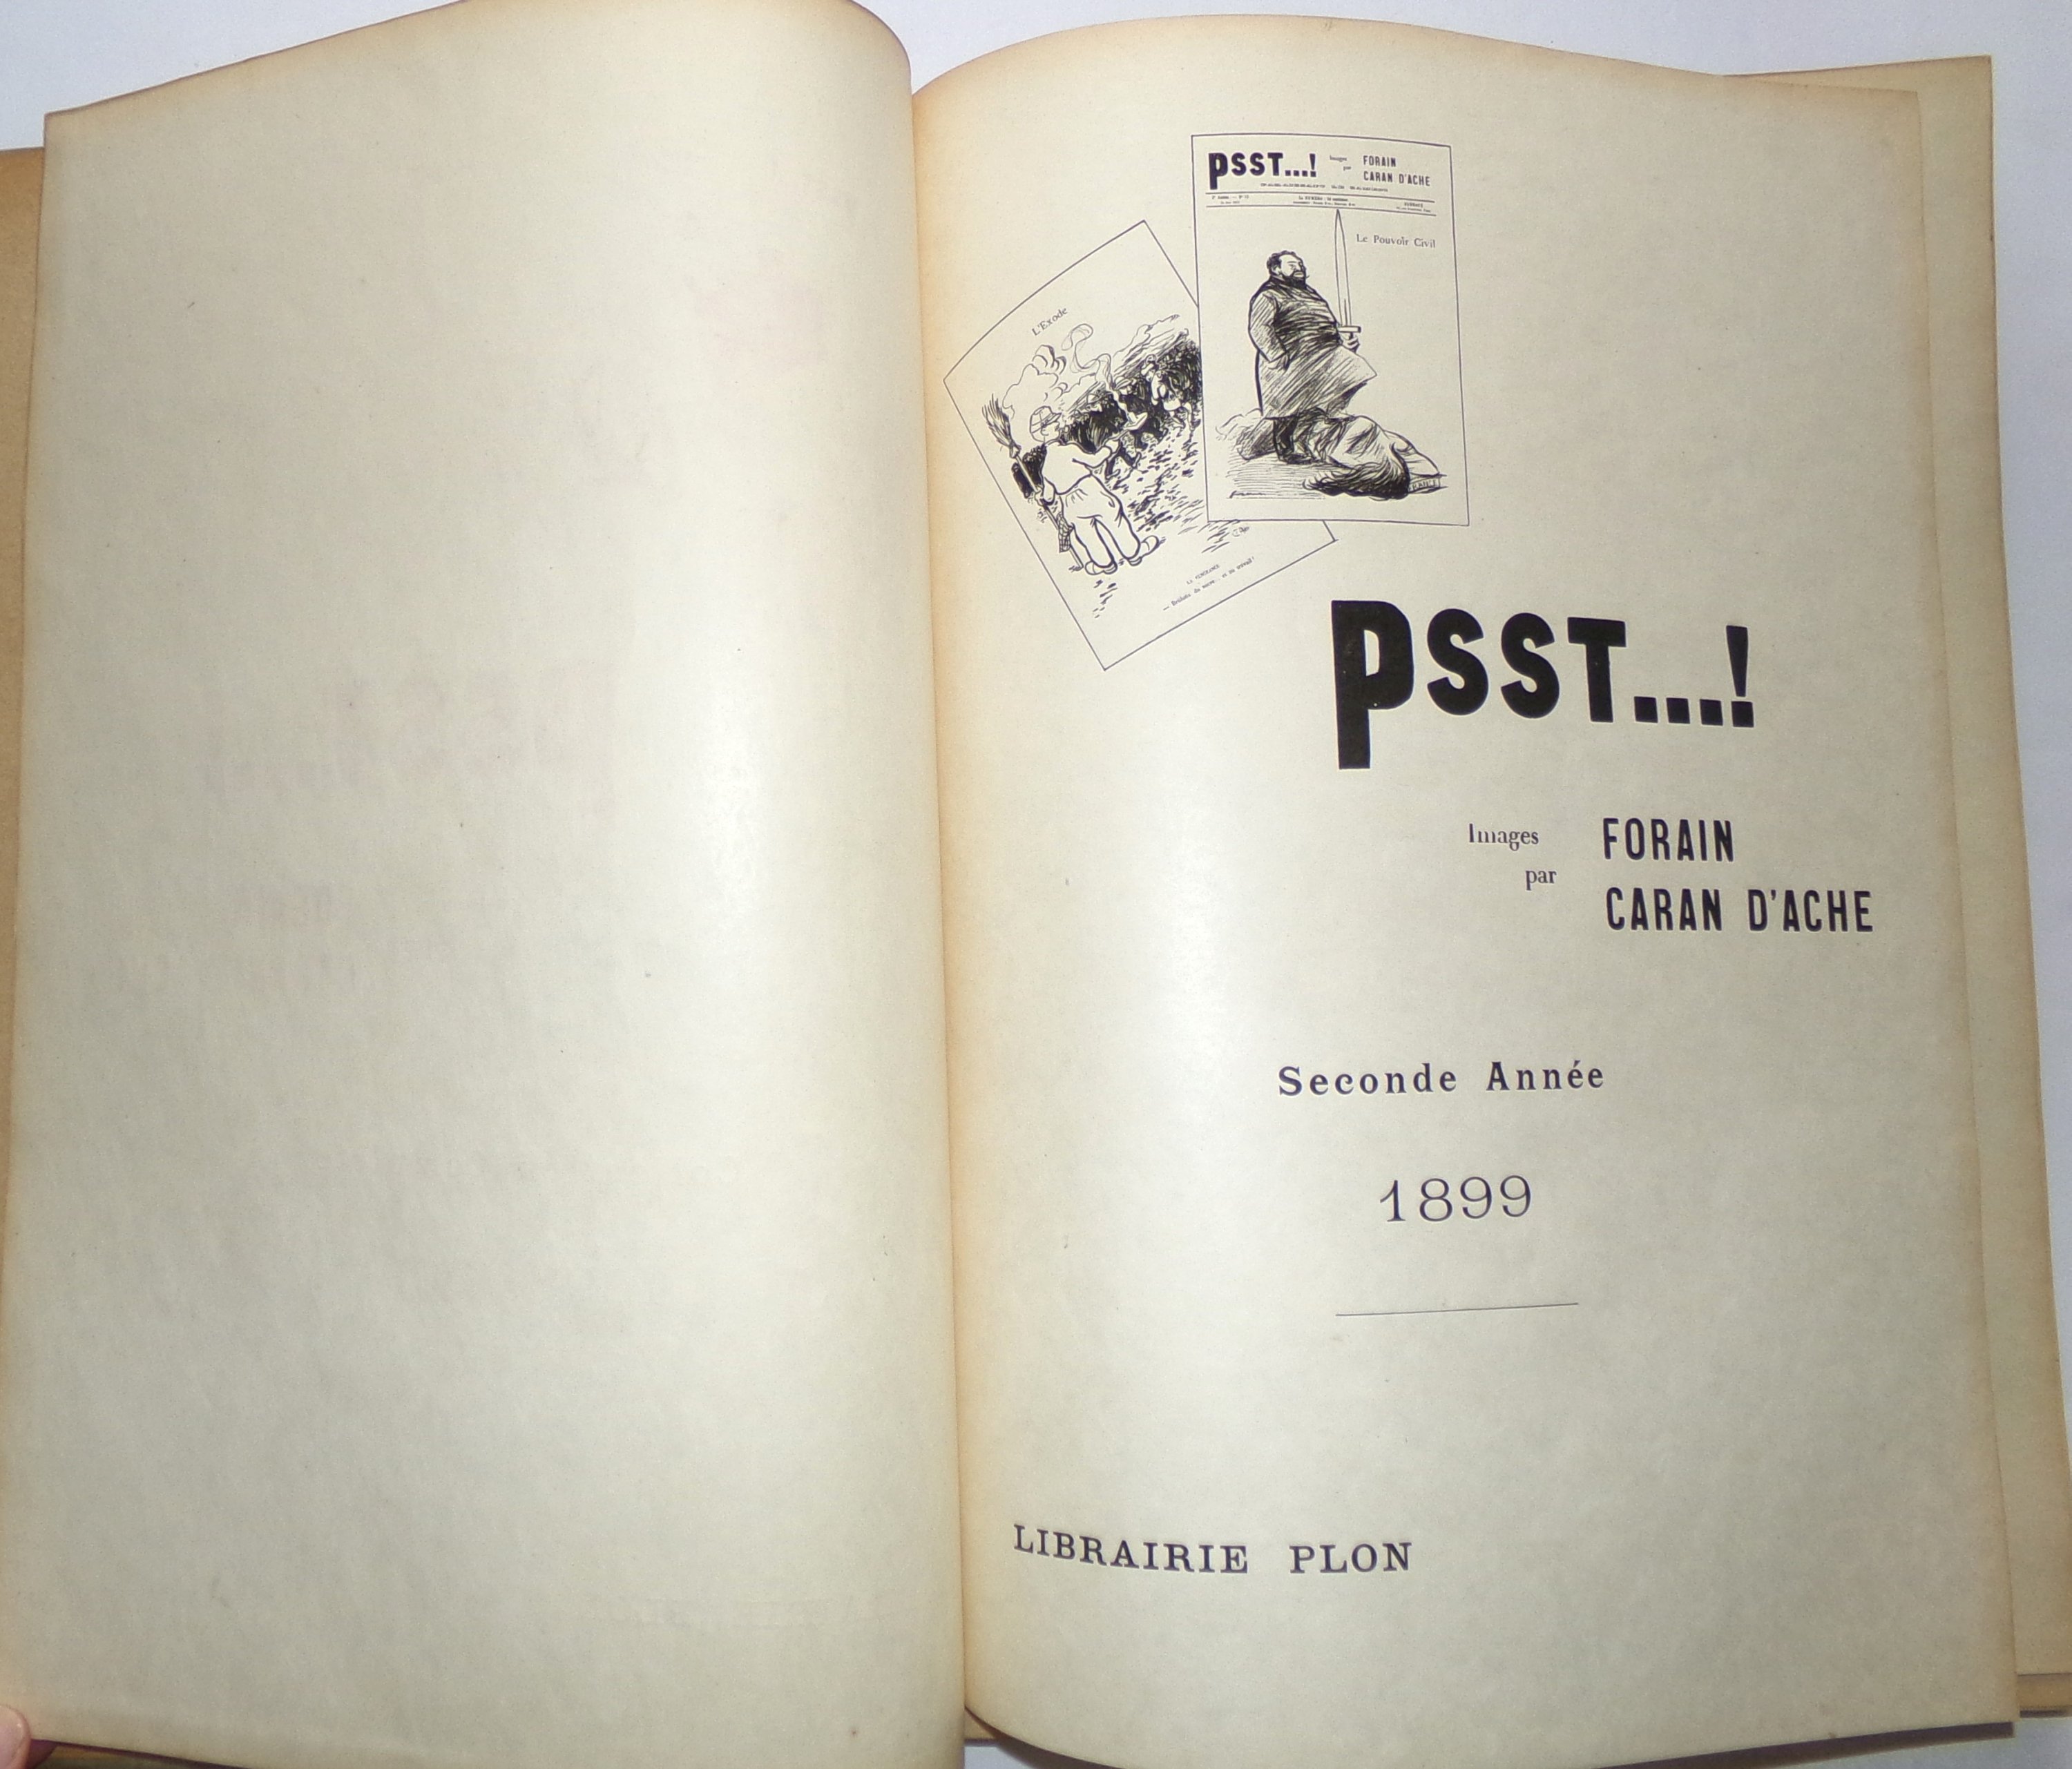 PSST...!
Images
par
FORAIN
CARAN D'ACHE
Le Pouvoir Civil
L'Exode
PSST...!
Images
par
FORAIN
CARAN D'ACHE
Seconde Année
1899
LIBRAIRIE PLON